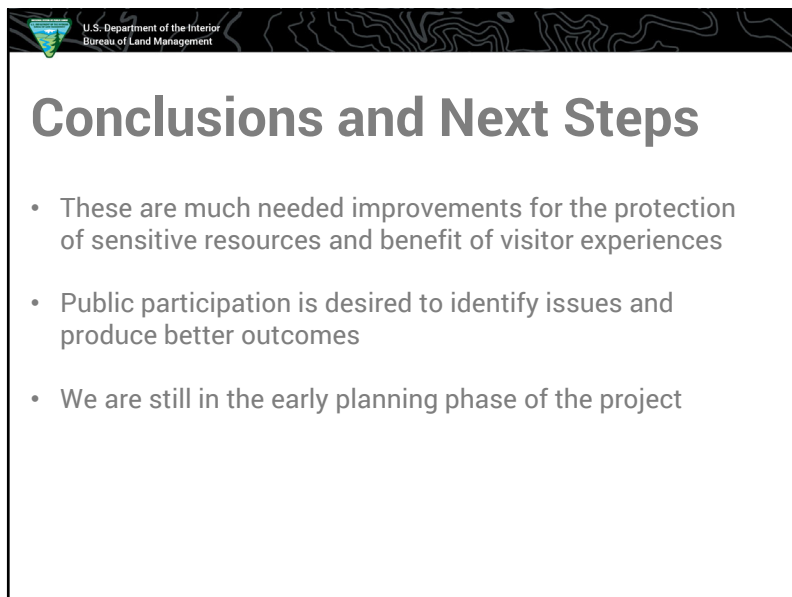 U.S. Department of the Interior
Bureau of Land Management
Conclusions and Next Steps
• These are much needed improvements for the protection
of sensitive resources and benefit of visitor experiences
• Public participation is desired to identify issues and
produce better outcomes
• We are still in the early planning phase of the project